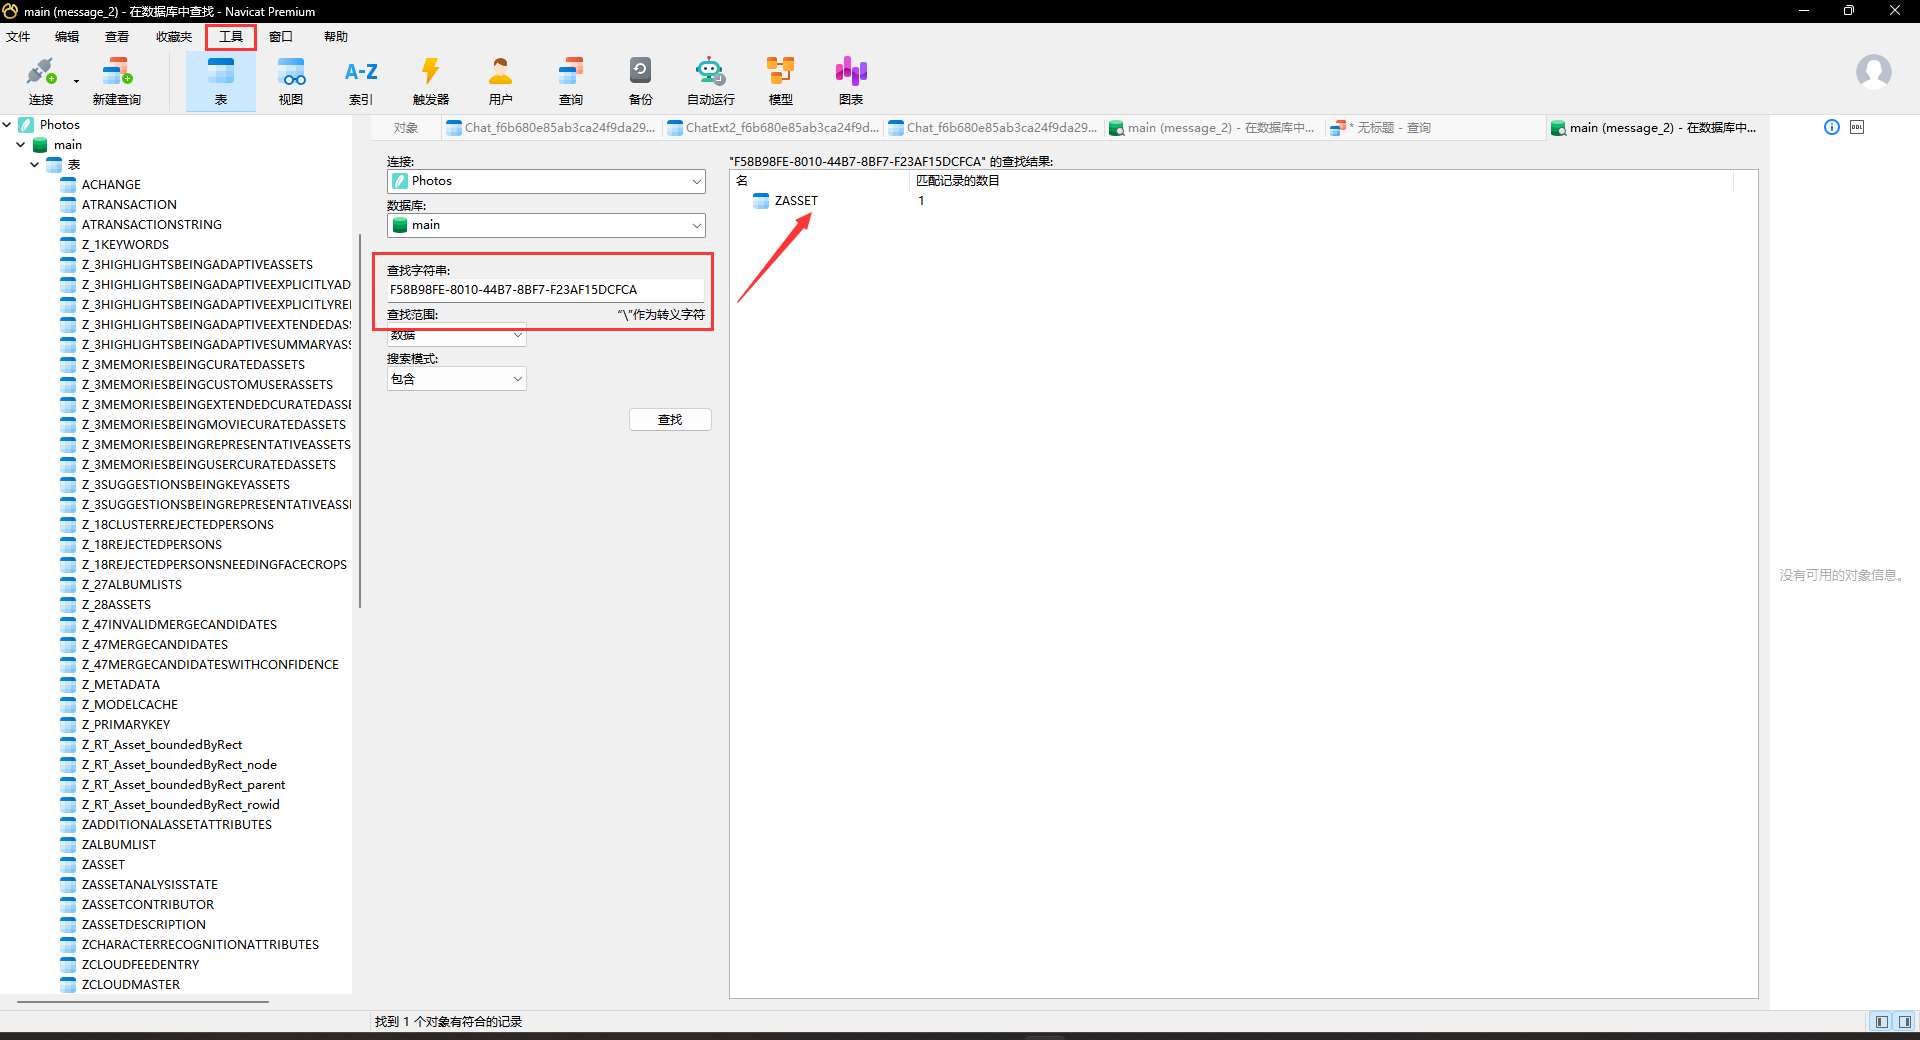 main (message_2) - 在数据库中查找 - Navicat Premium
文件 编辑 查看 收藏夹 工具 窗口 帮助
连接 新建查询 表 视图 A-Z 索引 触发器 用户 查询 备份 自动运行 模型 图表
对象 Chat_f6b680e85ab3ca24f9da29... ChatExt2_f6b680e85ab3ca24f9d... Chat_f6b680e85ab3ca24f9da29... main (message_2) - 在数据库中... * 无标题 - 查询 main (message_2) - 在数据库中... DDL
Photos
main
表
ACHANGE
ATRANSACTION
ATRANSACTIONSTRING
Z_1KEYWORDS
Z_3HIGHLIGHTSBEINGADAPTIVEASSETS
Z_3HIGHLIGHTSBEINGADAPTIVEEXPLICITLYAD
Z_3HIGHLIGHTSBEINGADAPTIVEEXPLICITLYREI
Z_3HIGHLIGHTSBEINGADAPTIVEEXTENDEDAS
Z_3HIGHLIGHTSBEINGADAPTIVESUMMARYASS
Z_3MEMORIESBEINGCURATEDASSETS
Z_3MEMORIESBEINGCUSTOMUSERASSETS
Z_3MEMORIESBEINGEXTENDEDCURATEDASSE
Z_3MEMORIESBEINGMOVIECURATEDASSETS
Z_3MEMORIESBEINGREPRESENTATIVEASSETS
Z_3MEMORIESBEINGUSERCURATEDASSETS
Z_3SUGGESTIONSBEINGKEYASSETS
Z_3SUGGESTIONSBEINGREPRESENTATIVEASSI
Z_18CLUSTERREJECTEDPERSONS
Z_18REJECTEDPERSONS
Z_18REJECTEDPERSONSNEEDINGFACECROPS
Z_27ALBUMLISTS
Z_28ASSETS
Z_47INVALIDMERGECANDIDATES
Z_47MERGECANDIDATES
Z_47MERGECANDIDATESWITHCONFIDENCE
Z_METADATA
Z_MODELCACHE
Z_PRIMARYKEY
Z_RT_Asset_boundedByRect
Z_RT_Asset_boundedByRect_node
Z_RT_Asset_boundedByRect_parent
Z_RT_Asset_boundedByRect_rowid
ZADDITIONALASSETATTRIBUTES
ZALBUMLIST
ZASSET
ZASSETANALYSISSTATE
ZASSETCONTRIBUTOR
ZASSETDESCRIPTION
ZCHARACTERRECOGNITIONATTRIBUTES
ZCLOUDFEEDENTRY
ZCLOUDMASTER
连接:
Photos
数据库:
main
查找字符串:
F58B98FE-8010-44B7-8BF7-F23AF15DCFCA
查找范围: "\"作为转义字符
数据
搜索模式:
包含
查找
"F58B98FE-8010-44B7-8BF7-F23AF15DCFCA" 的查找结果:
名 匹配记录的数目
ZASSET 1
没有可用的对象信息。
找到 1 个对象有符合的记录